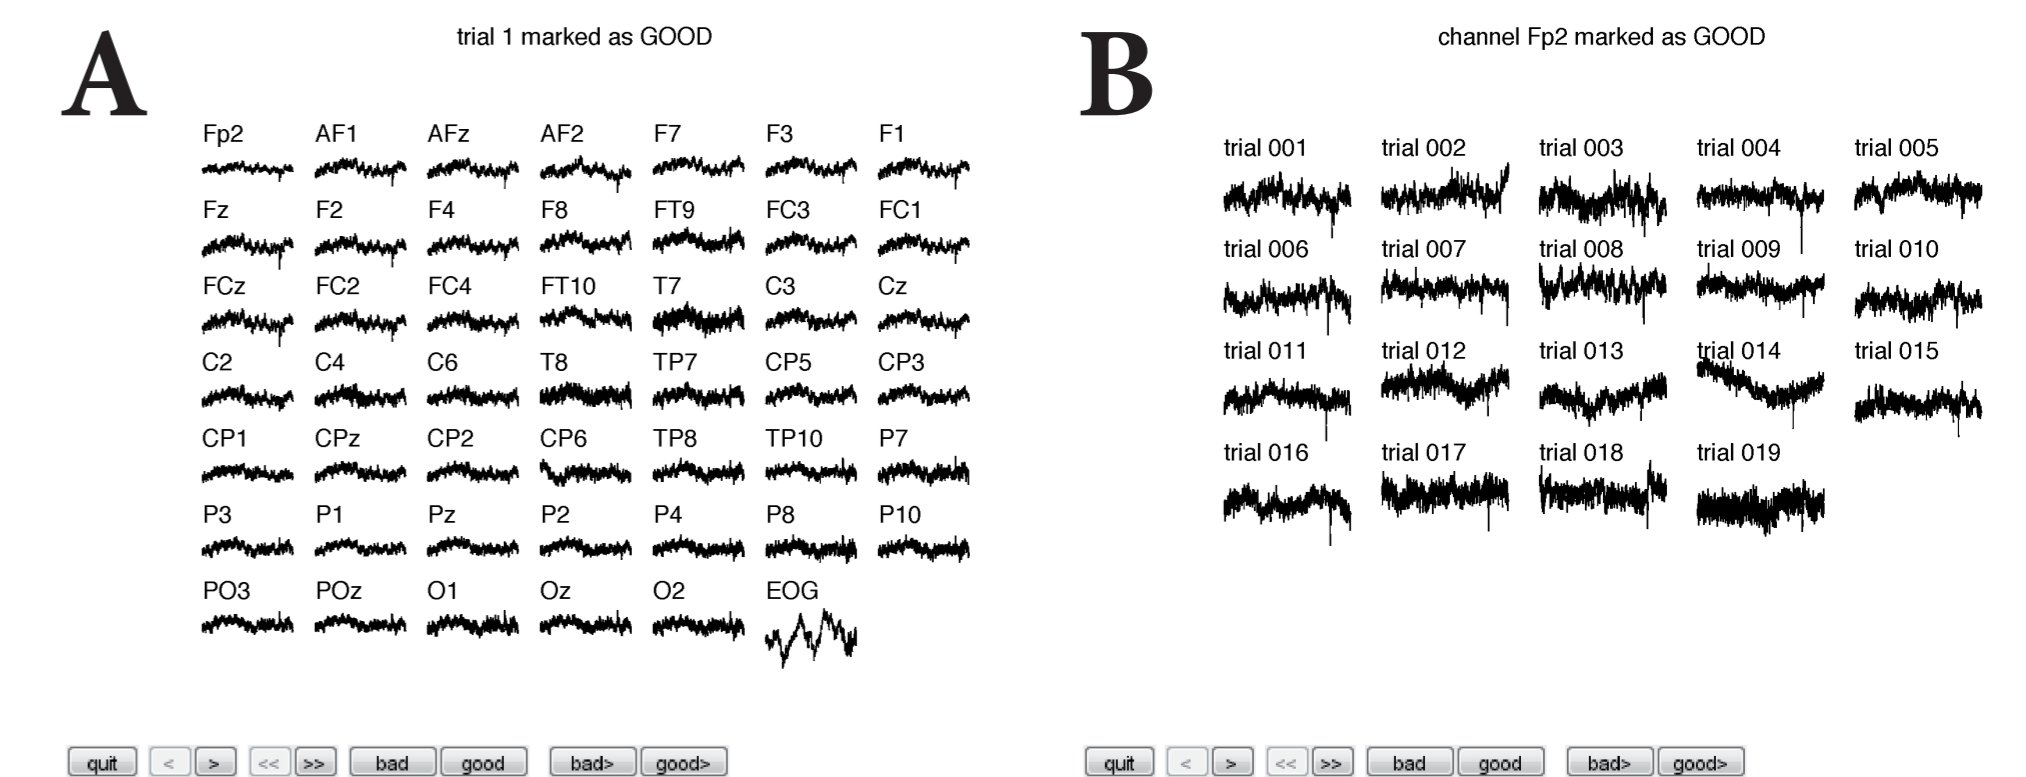 A
trial 1 marked as GOOD
Fp2 AF1 AFz AF2 F7 F3 F1
Fz F2 F4 F8 FT9 FC3 FC1
FCz FC2 FC4 FT10 T7 C3 Cz
C2 C4 C6 T8 TP7 CP5 CP3
CP1 CPz CP2 CP6 TP8 TP10 P7
P3 P1 Pz P2 P4 P8 P10
PO3 POz O1 Oz O2 EOG
quit < > << >> bad good bad> good>
B
channel Fp2 marked as GOOD
trial 001 trial 002 trial 003 trial 004 trial 005
trial 006 trial 007 trial 008 trial 009 trial 010
trial 011 trial 012 trial 013 trial 014 trial 015
trial 016 trial 017 trial 018 trial 019
quit < > << >> bad good bad> good>